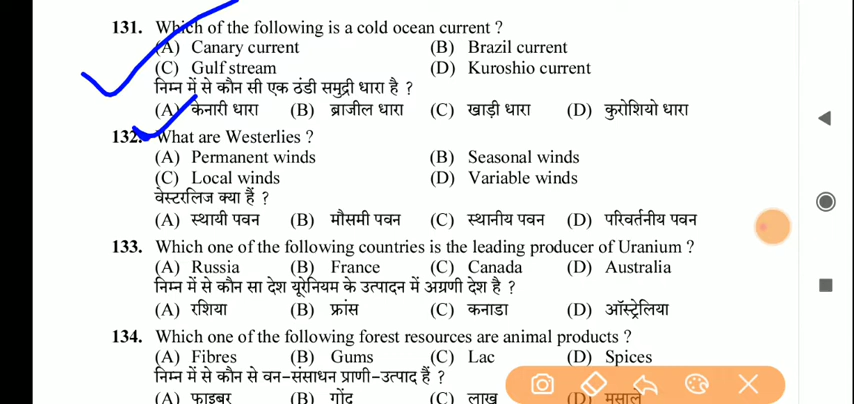 131. Which of the following is a cold ocean current ?
(A) Canary current (B) Brazil current
(C) Gulf stream (D) Kuroshio current
निम्न में से कौन सी एक ठंडी समुद्री धारा है ?
(A) केनारी धारा (B) ब्राजील धारा (C) खाड़ी धारा (D) कुरोशियो धारा
132. What are Westerlies ?
(A) Permanent winds (B) Seasonal winds
(C) Local winds (D) Variable winds
वेस्टरलिज क्या हैं ?
(A) स्थायी पवन (B) मौसमी पवन (C) स्थानीय पवन (D) परिवर्तनीय पवन
133. Which one of the following countries is the leading producer of Uranium ?
(A) Russia (B) France (C) Canada (D) Australia
निम्न में से कौन सा देश यूरेनियम के उत्पादन में अग्रणी देश है ?
(A) रशिया (B) फ्रांस (C) कनाडा (D) ऑस्ट्रेलिया
134. Which one of the following forest resources are animal products ?
(A) Fibres (B) Gums (C) Lac (D) Spices
निम्न में से कौन से वन-संसाधन प्राणी-उत्पाद हैं ?
(A) फाइबर (B) गोंद (C) लाख (D) मसाले